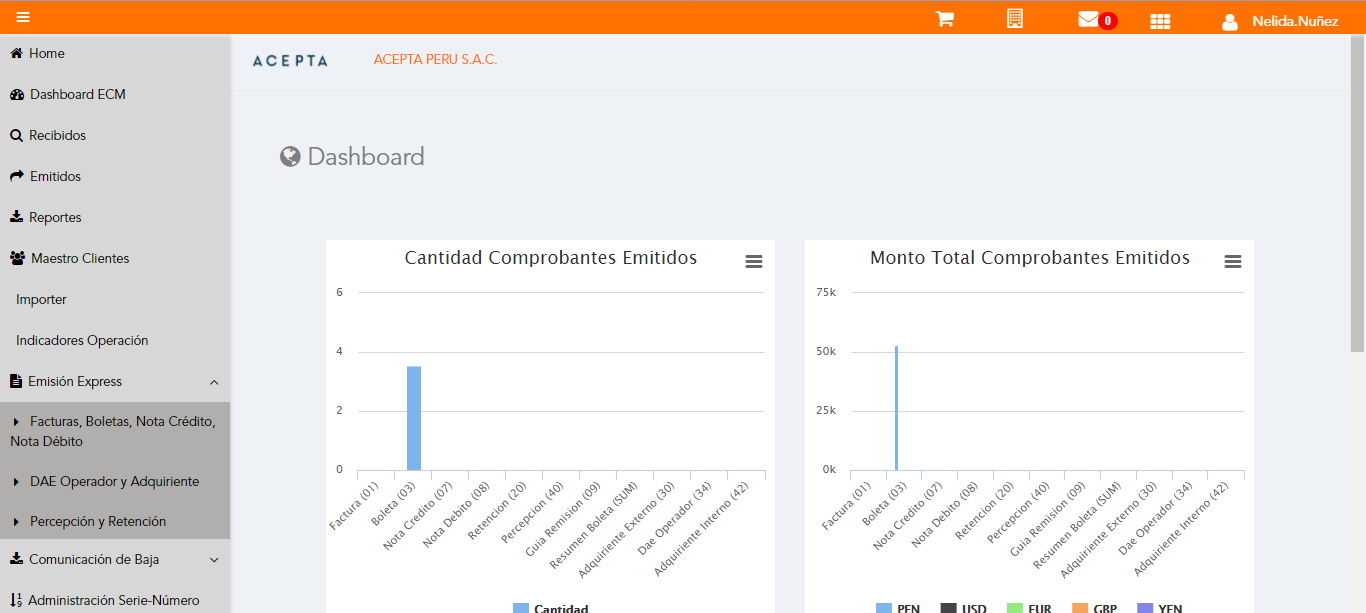 0
Nelida.Nuñez
Home
Dashboard ECM
Recibidos
Emitidos
Reportes
Maestro Clientes
Importer
Indicadores Operación
Emisión Express
Facturas, Boletas, Nota Crédito,
Nota Débito
DAE Operador y Adquiriente
Percepción y Retención
Comunicación de Baja
Administración Serie-Número
ACEPTA
ACEPTA PERU S.A.C.
Dashboard
Cantidad Comprobantes Emitidos
6
4
2
0
Factura (01)
Boleta (03)
Nota Credito (07)
Nota Debito (08)
Retencion (20)
Percepcion (40)
Guia Remision (09)
Resumen Boleta (SUM)
Adquiriente Externo (30)
Dae Operador (34)
Adquiriente Interno (42)
Cantidad
Monto Total Comprobantes Emitidos
75k
50k
25k
0k
Factura (01)
Boleta (03)
Nota Credito (07)
Nota Debito (08)
Retencion (20)
Percepcion (40)
Guia Remision (09)
Resumen Boleta (SUM)
Adquiriente Externo (30)
Dae Operador (34)
Adquiriente Interno (42)
PEN USD EUR GBP YEN